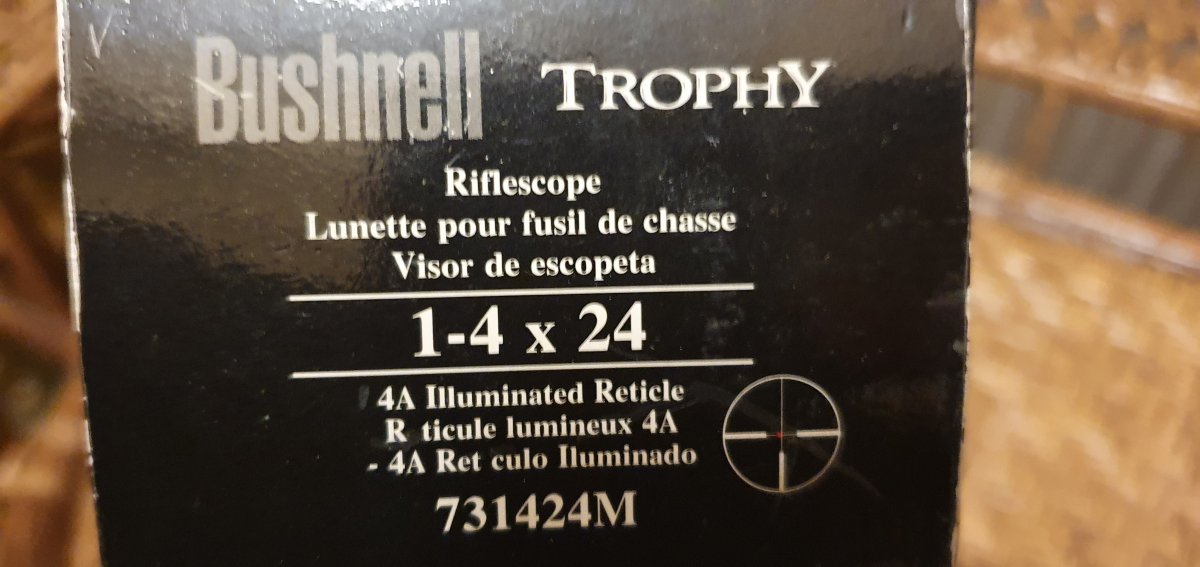 Bushnell TROPHY
Riflescope
Lunette pour fusil de chasse
Visor de escopeta
1-4 x 24
4A Illuminated Reticle
R ticule lumineux 4A
- 4A Ret culo Iluminado
731424M